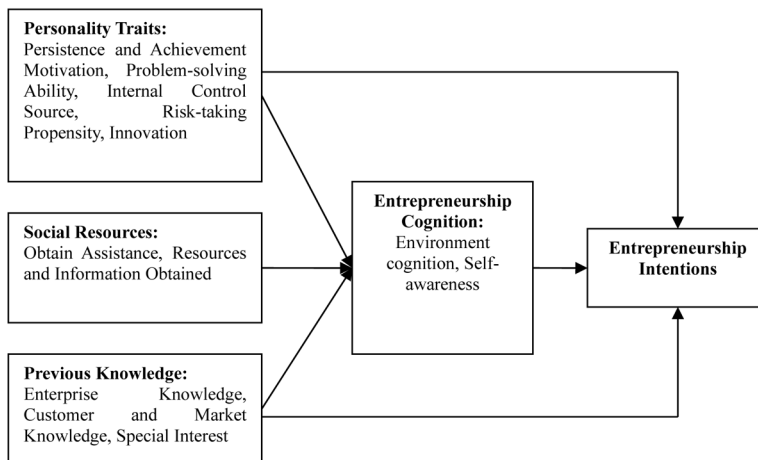 Personality Traits:
Persistence and Achievement
Motivation, Problem-solving
Ability, Internal Control
Source, Risk-taking
Propensity, Innovation
Social Resources:
Obtain Assistance, Resources
and Information Obtained
Previous Knowledge:
Enterprise Knowledge,
Customer and Market
Knowledge, Special Interest
Entrepreneurship
Cognition:
Environment
cognition, Self-
awareness
Entrepreneurship
Intentions